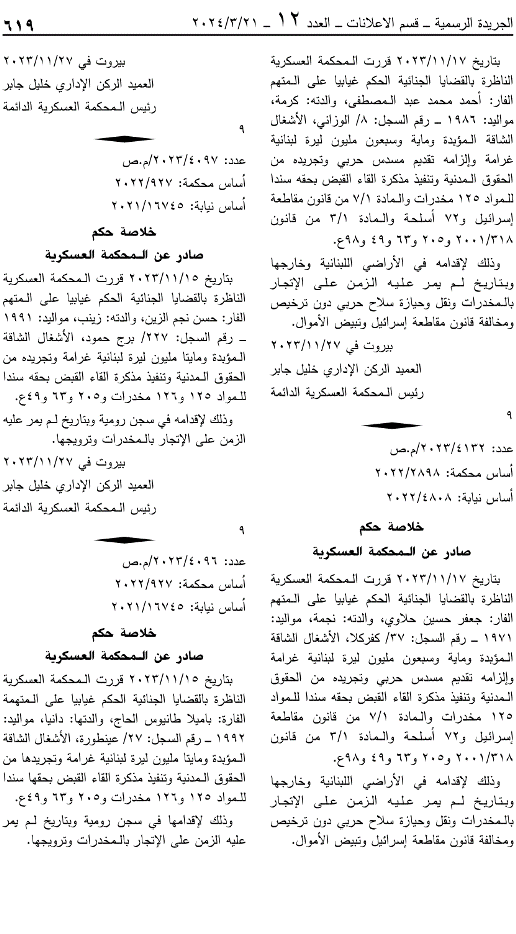 الجريدة الرسمية ــ قسم الاعلانات ــ العدد ١٢ ــ ٢٠٢٤/٣/٢١
٦١٩
بتاريخ ٢٠٢٣/١١/١٧ قررت المحكمة العسكرية
الناظرة بالقضايا الجنائية الحكم غيابيا على المتهم
الفار: أحمد محمد عبد المصطفى، والدته: كرمة،
مواليد: ١٩٨٦ ــ رقم السجل: ٨/ الوزاني، الأشغال
الشاقة المؤبدة وماية وسبعون مليون ليرة لبنانية
غرامة وإلزامه تقديم مسدس حربي وتجريده من
الحقوق المدنية وتنفيذ مذكرة القاء القبض بحقه سندا
للمواد ١٢٥ مخدرات والمادة ٧/١ من قانون مقاطعة
إسرائيل و٧٢ أسلحة والمادة ٣/١ من قانون
٢٠٠١/٣١٨ و٢٠٥ و٦٣ و٤٩ و٩٨ع.
وذلك لإقدامه في الأراضي اللبنانية وخارجها
وبتاريخ لم يمر عليه الزمن على الإتجار
بالمخدرات ونقل وحيازة سلاح حربي دون ترخيص
ومخالفة قانون مقاطعة إسرائيل وتبيض الأموال.
بيروت في ٢٠٢٣/١١/٢٧
العميد الركن الإداري خليل جابر
رئيس المحكمة العسكرية الدائمة
٩
عدد: ٢٠٢٣/٤١٣٢/م.ص
أساس محكمة: ٢٠٢٢/٢٨٩٨
أساس نيابة: ٢٠٢٢/٤٨٠٨
خلاصة حكم
صادر عن المحكمة العسكرية
بتاريخ ٢٠٢٣/١١/١٧ قررت المحكمة العسكرية
الناظرة بالقضايا الجنائية الحكم غيابيا على المتهم
الفار: جعفر حسين حلاوي، والدته: نجمة، مواليد:
١٩٧١ ــ رقم السجل: ٣٧/ كفركلا، الأشغال الشاقة
المؤبدة وماية وسبعون مليون ليرة لبنانية غرامة
وإلزامه تقديم مسدس حربي وتجريده من الحقوق
المدنية وتنفيذ مذكرة القاء القبض بحقه سندا للمواد
١٢٥ مخدرات والمادة ٧/١ من قانون مقاطعة
إسرائيل و٧٢ أسلحة والمادة ٣/١ من قانون
٢٠٠١/٣١٨ و٢٠٥ و٦٣ و٤٩ و٩٨ع.
وذلك لإقدامه في الأراضي اللبنانية وخارجها
وبتاريخ لم يمر عليه الزمن على الإتجار
بالمخدرات ونقل وحيازة سلاح حربي دون ترخيص
ومخالفة قانون مقاطعة إسرائيل وتبيض الأموال.
بيروت في ٢٠٢٣/١١/٢٧
العميد الركن الإداري خليل جابر
رئيس المحكمة العسكرية الدائمة
٩
عدد: ٢٠٢٣/٤٠٩٧/م.ص
أساس محكمة: ٢٠٢٢/٩٢٧
أساس نيابة: ٢٠٢١/١٦٧٤٥
خلاصة حكم
صادر عن المحكمة العسكرية
بتاريخ ٢٠٢٣/١١/١٥ قررت المحكمة العسكرية
الناظرة بالقضايا الجنائية الحكم غيابيا على المتهم
الفار: حسن نجم الزين، والدته: زينب، مواليد: ١٩٩١
ــ رقم السجل: ٢٢٧/ برج حمود، الأشغال الشاقة
المؤبدة ومايتا مليون ليرة لبنانية غرامة وتجريده من
الحقوق المدنية وتنفيذ مذكرة القاء القبض بحقه سندا
للمواد ١٢٥ و١٢٦ مخدرات و٢٠٥ و٦٣ و٤٩ع.
وذلك لإقدامه في سجن رومية وبتاريخ لم يمر عليه
الزمن على الإتجار بالمخدرات وترويجها.
بيروت في ٢٠٢٣/١١/٢٧
العميد الركن الإداري خليل جابر
رئيس المحكمة العسكرية الدائمة
٩
عدد: ٢٠٢٣/٤٠٩٦/م.ص
أساس محكمة: ٢٠٢٢/٩٢٧
أساس نيابة: ٢٠٢١/١٦٧٤٥
خلاصة حكم
صادر عن المحكمة العسكرية
بتاريخ ٢٠٢٣/١١/١٥ قررت المحكمة العسكرية
الناظرة بالقضايا الجنائية الحكم غيابيا على المتهمة
الفارة: باميلا طانيوس الحاج، والدتها: دانيا، مواليد:
١٩٩٢ ــ رقم السجل: ٢٧/ عينطورة، الأشغال الشاقة
المؤبدة ومايتا مليون ليرة لبنانية غرامة وتجريدها من
الحقوق المدنية وتنفيذ مذكرة القاء القبض بحقها سندا
للمواد ١٢٥ و١٢٦ مخدرات و٢٠٥ و٦٣ و٤٩ع.
وذلك لإقدامها في سجن رومية وبتاريخ لم يمر
عليه الزمن على الإتجار بالمخدرات وترويجها.